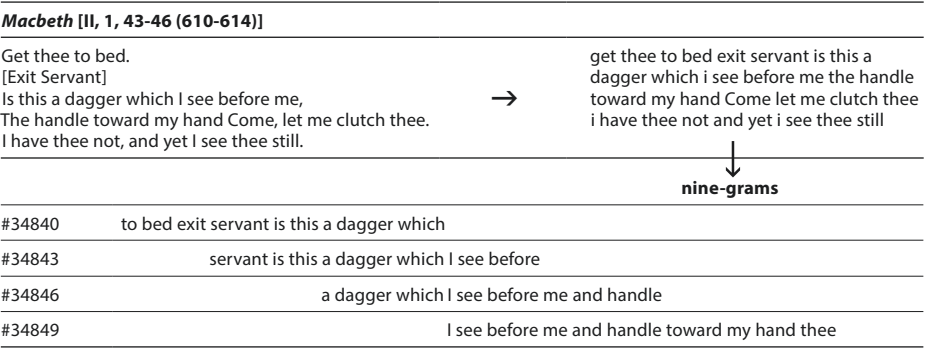 Macbeth [II, 1, 43-46 (610-614)]
Get thee to bed.
[Exit Servant]
Is this a dagger which I see before me,
The handle toward my hand Come, let me clutch thee.
I have thee not, and yet I see thee still.
→
get thee to bed exit servant is this a
dagger which i see before me the handle
toward my hand Come let me clutch thee
i have thee not and yet i see thee still
↓
nine-grams
#34840 to bed exit servant is this a dagger which
#34843 servant is this a dagger which I see before
#34846 a dagger which I see before me and handle
#34849 I see before me and handle toward my hand thee